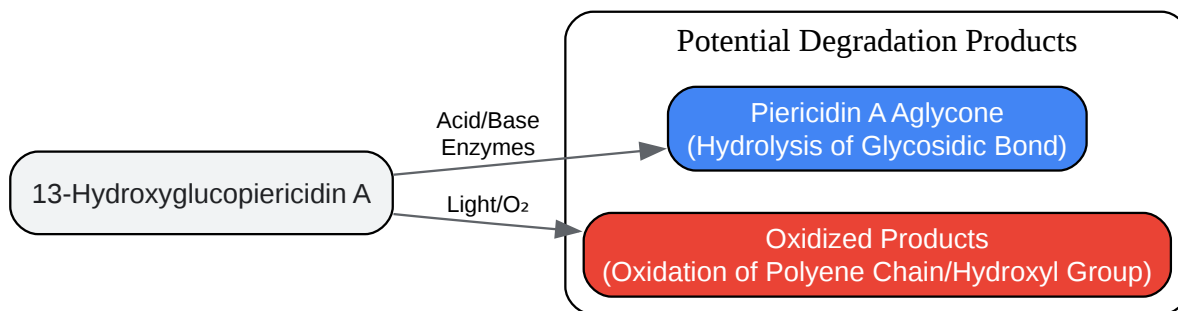 Potential Degradation Products
Piericidin A Aglycone
(Hydrolysis of Glycosidic Bond)
Acid/Base
Enzymes
13-Hydroxyglucopiericidin A
Light/O₂
Oxidized Products
(Oxidation of Polyene Chain/Hydroxyl Group)